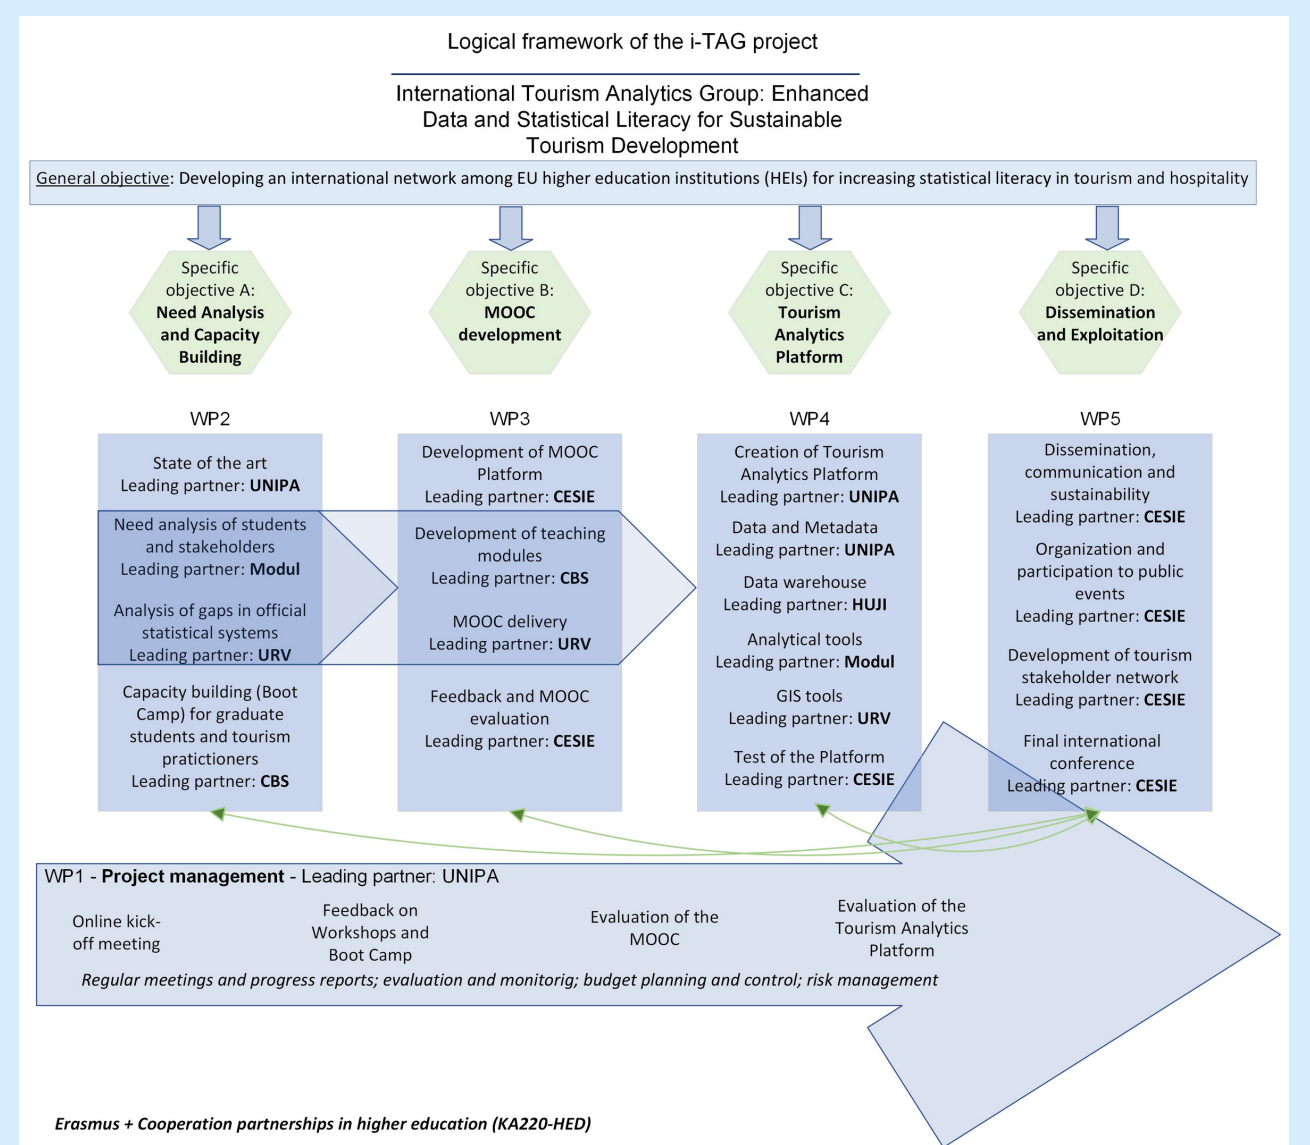 Logical framework of the i-TAG project
International Tourism Analytics Group: Enhanced
Data and Statistical Literacy for Sustainable
Tourism Development
General objective: Developing an international network among EU higher education institutions (HEIs) for increasing statistical literacy in tourism and hospitality
Specific
objective A:
Need Analysis
and Capacity
Building
Specific
objective B:
MOOC
development
Specific
objective C:
Tourism
Analytics
Platform
Specific
objective D:
Dissemination
and Exploitation
WP2
State of the art
Leading partner: UNIPA
Need analysis of students
and stakeholders
Leading partner: Modul
Analysis of gaps in official
statistical systems
Leading partner: URV
Capacity building (Boot
Camp) for graduate
students and tourism
pratictioners
Leading partner: CBS
WP3
Development of MOOC
Platform
Leading partner: CESIE
Development of teaching
modules
Leading partner: CBS
MOOC delivery
Leading partner: URV
Feedback and MOOC
evaluation
Leading partner: CESIE
WP4
Creation of Tourism
Analytics Platform
Leading partner: UNIPA
Data and Metadata
Leading partner: UNIPA
Data warehouse
Leading partner: HUJI
Analytical tools
Leading partner: Modul
GIS tools
Leading partner: URV
Test of the Platform
Leading partner: CESIE
WP5
Dissemination,
communication and
sustainability
Leading partner: CESIE
Organization and
participation to public
events
Leading partner: CESIE
Development of tourism
stakeholder network
Leading partner: CESIE
Final international
conference
Leading partner: CESIE
WP1 - Project management - Leading partner: UNIPA
Online kick-
off meeting
Feedback on
Workshops and
Boot Camp
Evaluation of the
MOOC
Evaluation of the
Tourism Analytics
Platform
Regular meetings and progress reports; evaluation and monitorig; budget planning and control; risk management
Erasmus + Cooperation partnerships in higher education (KA220-HED)